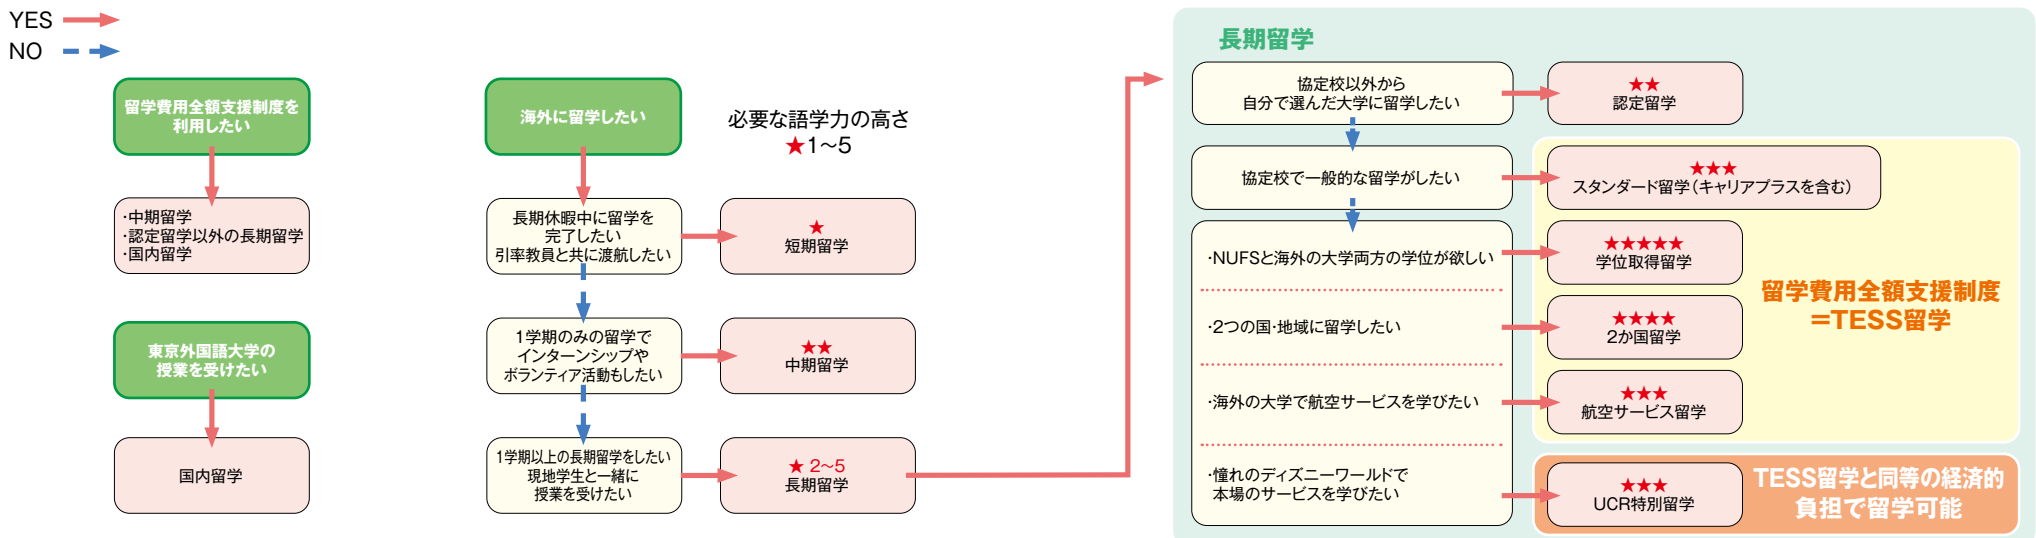 YES
NO
留学費用全額支援制度を
利用したい
・中期留学
・認定留学以外の長期留学
・国内留学
東京外国語大学の
授業を受けたい
国内留学
海外に留学したい
必要な語学力の高さ
★1～5
長期休暇中に留学を
完了したい
引率教員と共に渡航したい
★
短期留学
1学期のみの留学で
インターンシップや
ボランティア活動もしたい
★★
中期留学
1学期以上の長期留学をしたい
現地学生と一緒に
授業を受けたい
★ 2～5
長期留学
長期留学
協定校以外から
自分で選んだ大学に留学したい
★★
認定留学
協定校で一般的な留学がしたい
★★★
スタンダード留学（キャリアプラスを含む）
・NUFSと海外の大学両方の学位が欲しい
★★★★★
学位取得留学
・2つの国・地域に留学したい
★★★★
2か国留学
・海外の大学で航空サービスを学びたい
★★★
航空サービス留学
留学費用全額支援制度
＝TESS留学
・憧れのディズニーワールドで
本場のサービスを学びたい
★★★
UCR特別留学
TESS留学と同等の経済的
負担で留学可能